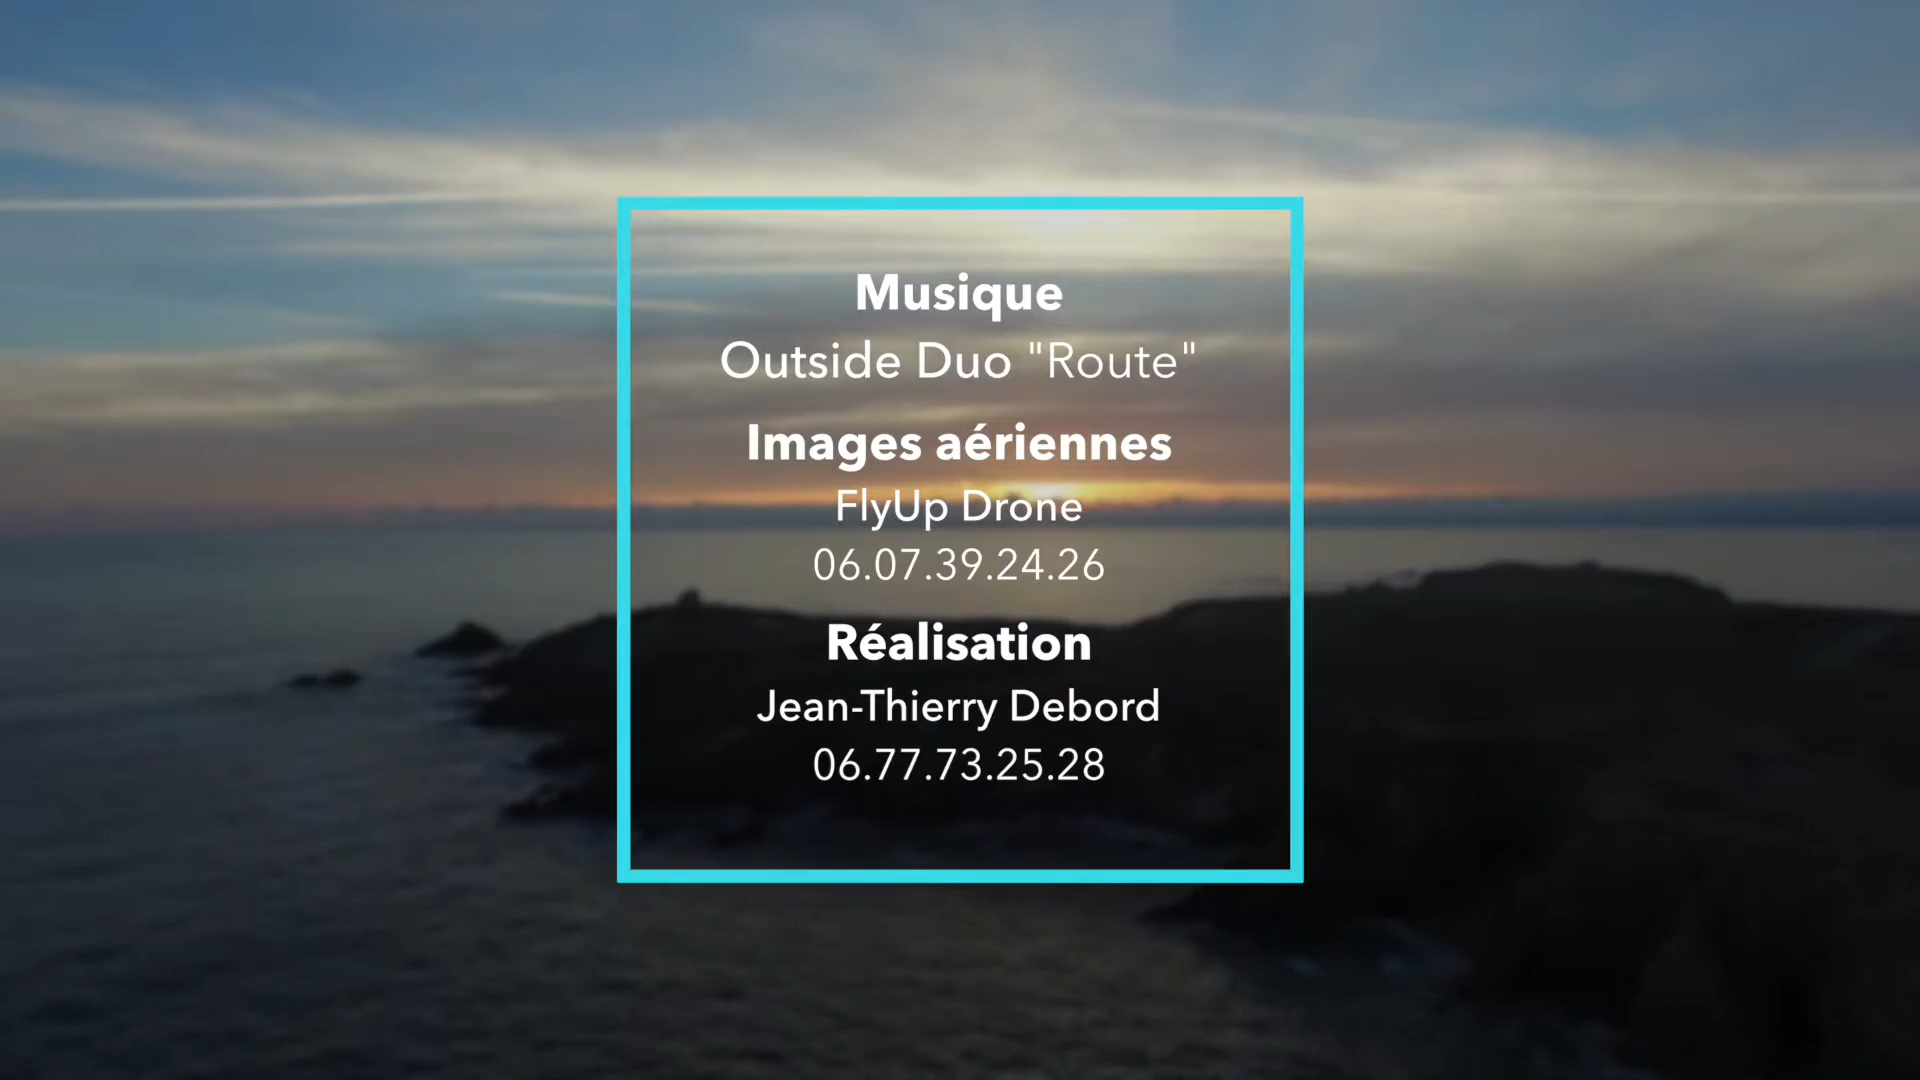 Musique
Outside Duo "Route"
Images aériennes
FlyUp Drone
06.07.39.24.26
Réalisation
Jean-Thierry Debord
06.77.73.25.28